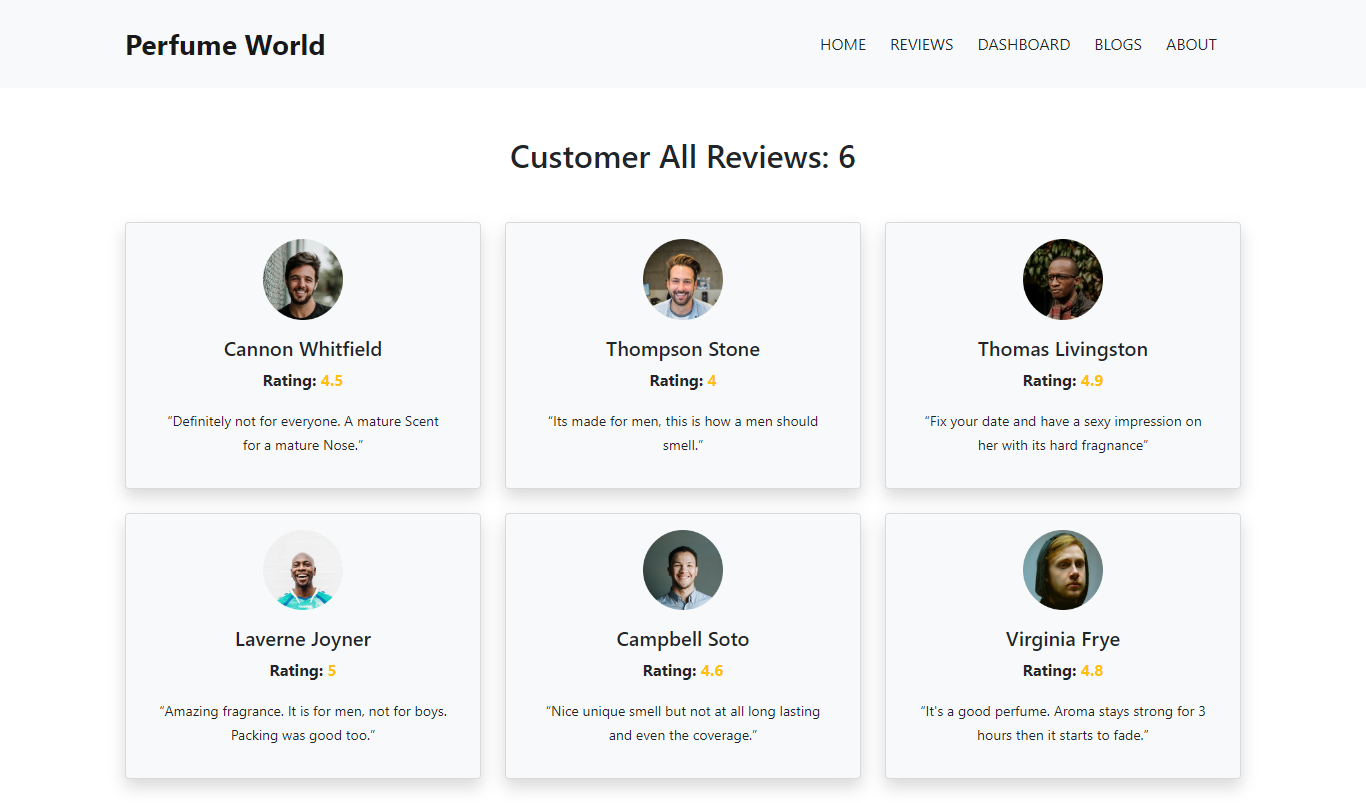 Perfume World
HOME REVIEWS DASHBOARD BLOGS ABOUT
Customer All Reviews: 6
Cannon Whitfield
Rating: 4.5
“Definitely not for everyone. A mature Scent
for a mature Nose.”
Thompson Stone
Rating: 4
“Its made for men, this is how a men should
smell.”
Thomas Livingston
Rating: 4.9
“Fix your date and have a sexy impression on
her with its hard fragnance”
Laverne Joyner
Rating: 5
“Amazing fragrance. It is for men, not for boys.
Packing was good too.”
Campbell Soto
Rating: 4.6
“Nice unique smell but not at all long lasting
and even the coverage.”
Virginia Frye
Rating: 4.8
“It's a good perfume. Aroma stays strong for 3
hours then it starts to fade.”